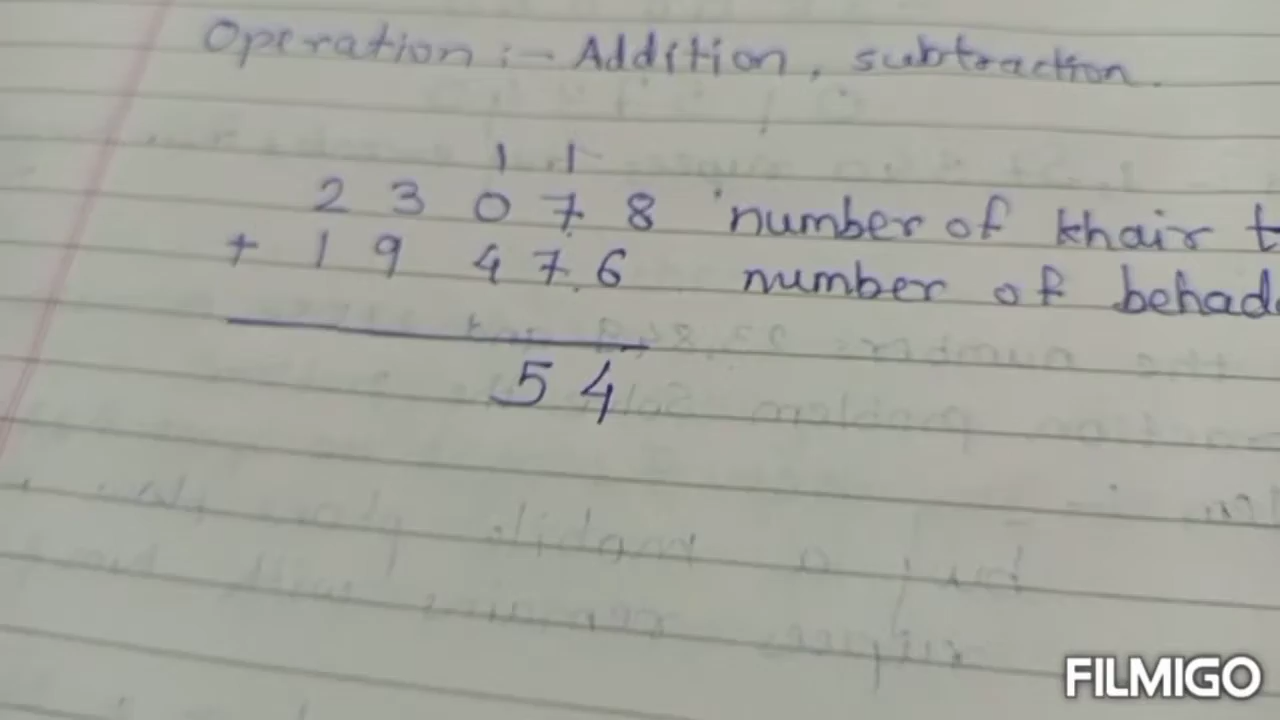 Operation :- Addition, subtraction.
1 1
2 3 0 7 8 number of khair t
+ 1 9 4 7 6 number of behad
5 4
FILMIGO